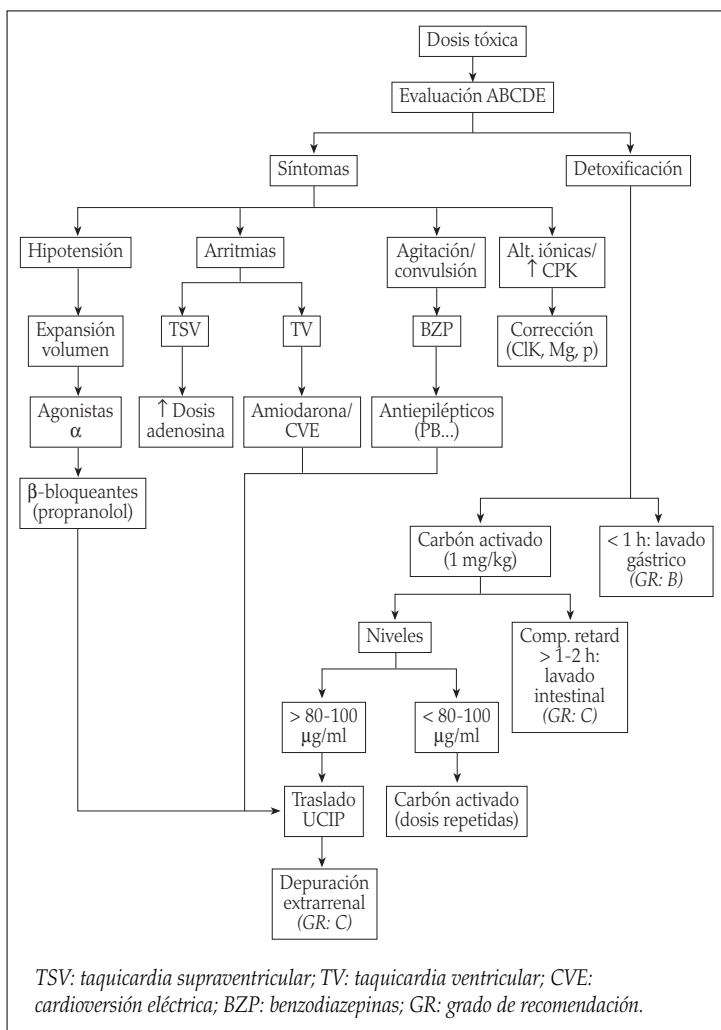 Dosis tóxica
Evaluación ABCDE
Síntomas
Detoxificación
Hipotensión
Arritmias
Agitación/
convulsión
Alt. iónicas/
↑ CPK
Expansión
volumen
TSV
TV
BZP
Corrección
(ClK, Mg, p)
Agonistas
α
↑ Dosis
adenosina
Amiodarona/
CVE
Antiepilépticos
(PB...)
β-bloqueantes
(propranolol)
Carbón activado
(1 mg/kg)
< 1 h: lavado
gástrico
(GR: B)
Niveles
Comp. retard
> 1-2 h:
lavado
intestinal
(GR: C)
> 80-100
µg/ml
< 80-100
µg/ml
Traslado
UCIP
Carbón activado
(dosis repetidas)
Depuración
extrarrenal
(GR: C)
TSV: taquicardia supraventricular; TV: taquicardia ventricular; CVE:
cardioversión eléctrica; BZP: benzodiazepinas; GR: grado de recomendación.